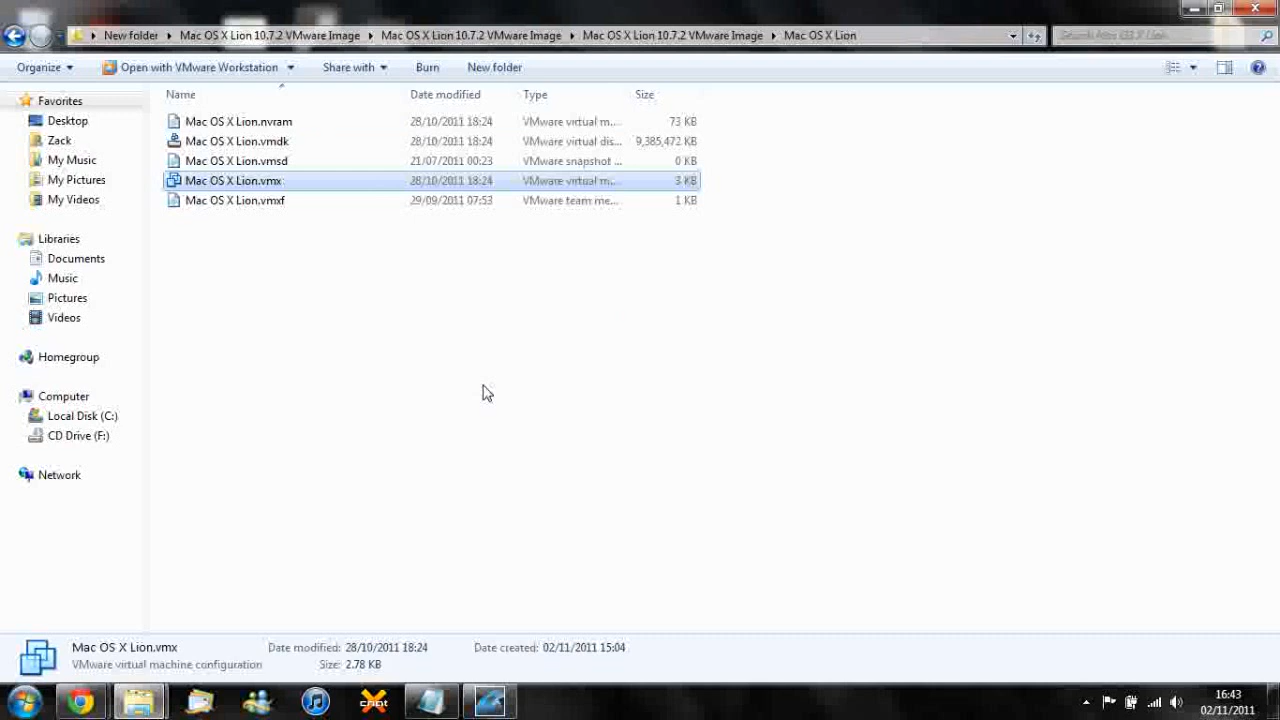 New folder Mac OS X Lion 10.7.2 VMware Image Mac OS X Lion 10.7.2 VMware Image Mac OS X Lion 10.7.2 VMware Image Mac OS X Lion
Organize Open with VMware Workstation Share with Burn New folder
Favorites
Desktop
Zack
My Music
My Pictures
My Videos
Libraries
Documents
Music
Pictures
Videos
Homegroup
Computer
Local Disk (C:)
CD Drive (F:)
Network
Name Date modified Type Size
Mac OS X Lion.nvram 28/10/2011 18:24 VMware virtual m... 73 KB
Mac OS X Lion.vmdk 28/10/2011 18:24 VMware virtual dis... 9,385,472 KB
Mac OS X Lion.vmsd 21/07/2011 00:23 VMware snapshot ... 0 KB
Mac OS X Lion.vmx 28/10/2011 18:24 VMware virtual m... 3 KB
Mac OS X Lion.vmxf 29/09/2011 07:53 VMware team me... 1 KB
Mac OS X Lion.vmx Date modified: 28/10/2011 18:24 Date created: 02/11/2011 15:04
VMware virtual machine configuration Size: 2.78 KB
16:43
02/11/2011